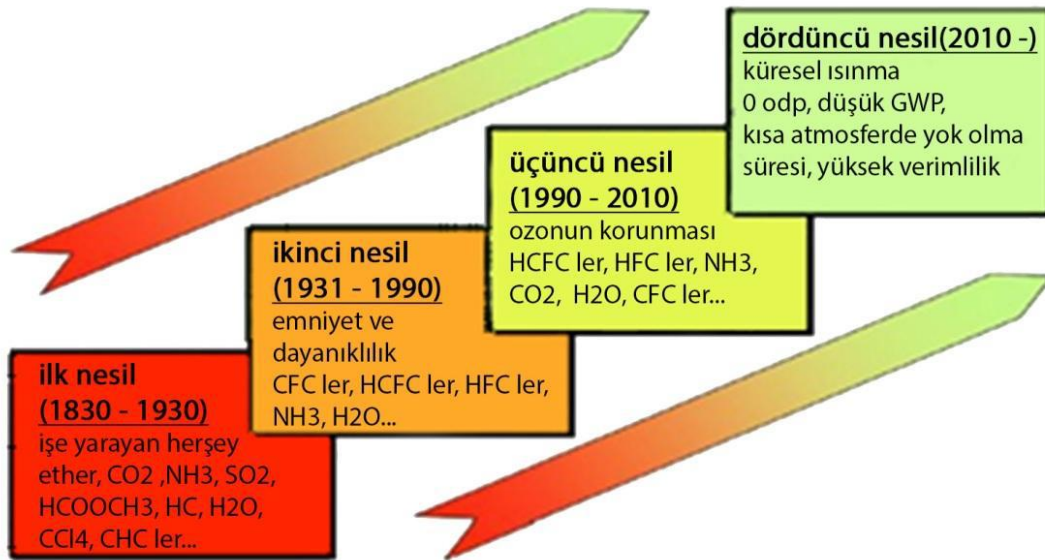 ilk nesil
(1830 - 1930)
işe yarayan herşey
ether, CO2 ,NH3, SO2,
HCOOCH3, HC, H2O,
CCl4, CHC ler...
ikinci nesil
(1931 - 1990)
emniyet ve
dayanıklılık
CFC ler, HCFC ler, HFC ler,
NH3, H2O...
üçüncü nesil
(1990 - 2010)
ozonun korunması
HCFC ler, HFC ler, NH3,
CO2, H2O, CFC ler...
dördüncü nesil(2010 -)
küresel ısınma
0 odp, düşük GWP,
kısa atmosferde yok olma
süresi, yüksek verimlilik